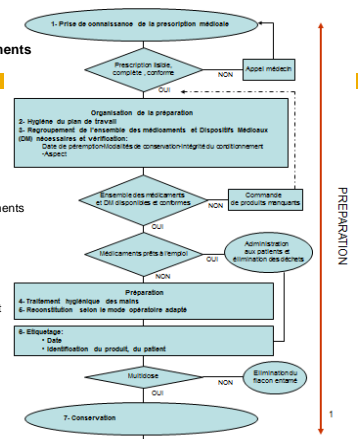 1- Prise de connaissance de la prescription médicale
ments
Prescription lisible,
complète , conforme
NON
Appel médecin
OUI
Organisation de la préparation
2- Hygiène du plan de travail
3- Regroupement de l'ensemble des médicaments et Dispositifs Médicaux
(DM) nécessaires et vérification:
Date de péremption-Modalités de conservation-Intégrité du conditionnement
-Aspect
Ensemble des médicaments
et DM disponibles et conformes
NON
Commande
de produits manquants
ments
OUI
PREPARATION
Médicaments prêts à l'emploi
OUI
Administration
aux patients et
élimination des déchets
NON
Préparation
4- Traitement hygiénique des mains
5- Reconstitution selon le mode opératoire adapté
t
6- Etiquetage:
• Date
• Identification du produit, du patient
Multidose
NON
Elimination du
flacon entamé
OUI
7- Conservation
1